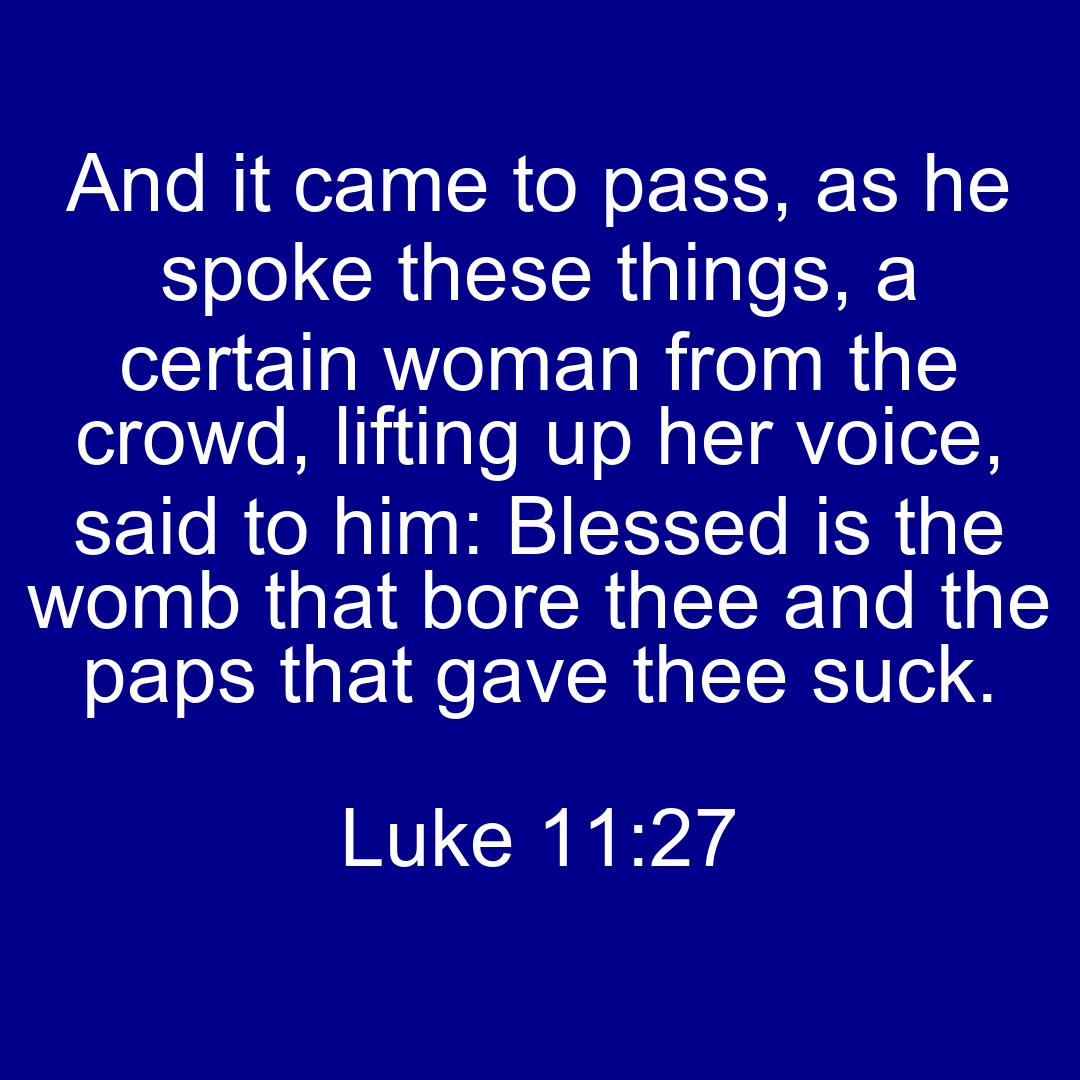 And it came to pass, as he
spoke these things, a
certain woman from the
crowd, lifting up her voice,
said to him: Blessed is the
womb that bore thee and the
paps that gave thee suck.
Luke 11:27